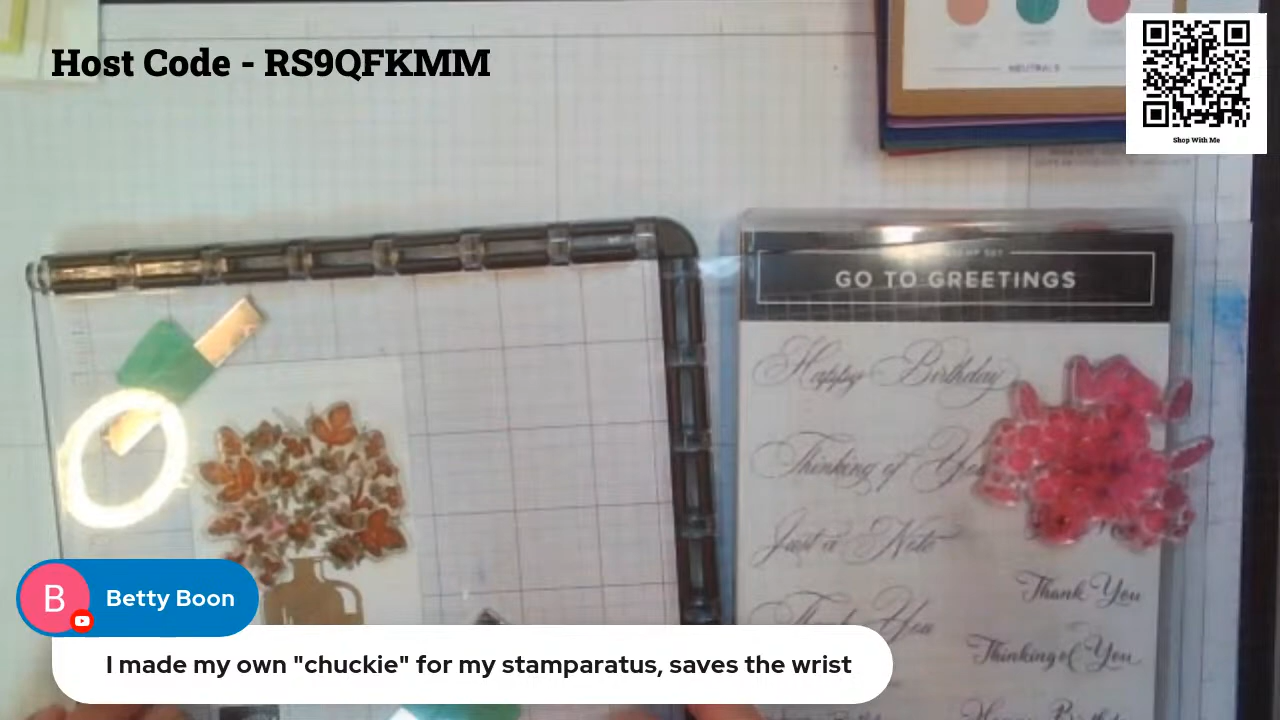 Host Code - RS9QFKMM
NEUTRALS
Shop With Me
GO TO GREETINGS
Happy Birthday
Thinking of You
Just a Note
Thank You
Thank You
Thinking of You
B
Betty Boon
I made my own "chuckie" for my stamparatus, saves the wrist